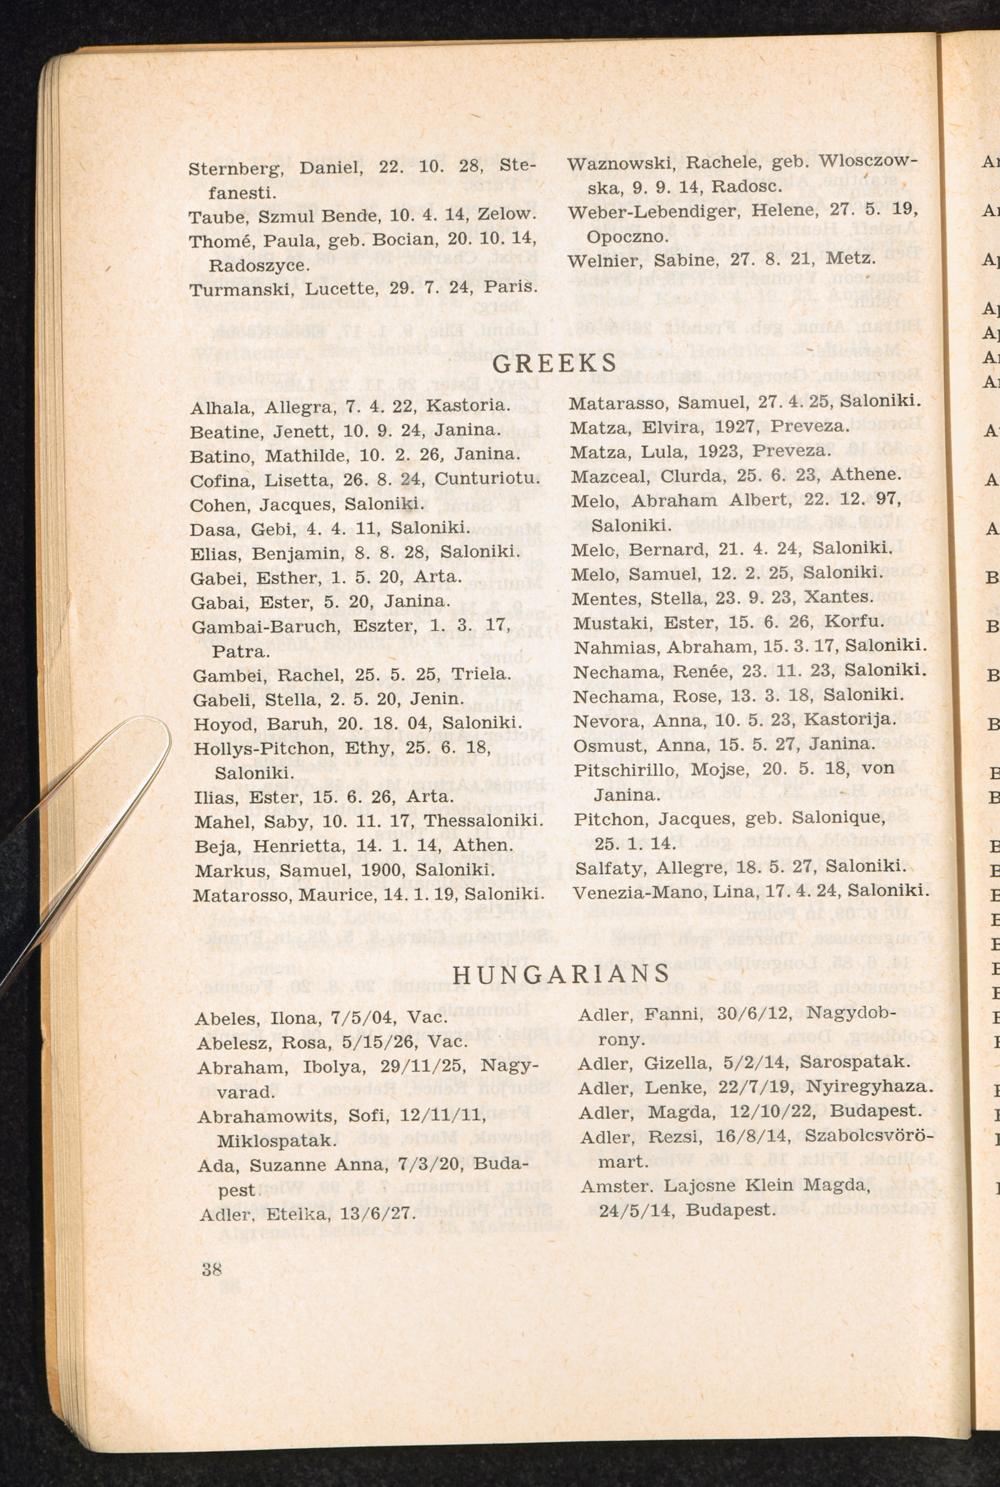 Sternberg, Daniel, 22. 10. 28, Ste-
fanesti.
Taube, Szmul Bende, 10. 4. 14, Zelow.
Thomé, Paula, geb. Bocian, 20. 10. 14,
Radoszyce.
Turmanski, Lucette, 29. 7. 24, Paris.
Waznowski, Rachele, geb. Wlosczow-
ska, 9. 9. 14, Radosc.
Weber-Lebendiger, Helene, 27. 5. 19,
Opoczno.
Welnier, Sabine, 27. 8. 21, Metz.
GREEKS
Alhala, Allegra, 7. 4. 22, Kastoria.
Beatine, Jenett, 10. 9. 24, Janina.
Batino, Mathilde, 10. 2. 26, Janina.
Cofina, Lisetta, 26. 8. 24, Cunturiotu.
Cohen, Jacques, Saloniki.
Dasa, Gebi, 4. 4. 11, Saloniki.
Elias, Benjamin, 8. 8. 28, Saloniki.
Gabei, Esther, 1. 5. 20, Arta.
Gabai, Ester, 5. 20, Janina.
Gambai-Baruch, Eszter, 1. 3. 17,
Patra.
Gambei, Rachel, 25. 5. 25, Triela.
Gabeli, Stella, 2. 5. 20, Jenin.
Hoyod, Baruh, 20. 18. 04, Saloniki.
Hollys-Pitchon, Ethy, 25. 6. 18,
Saloniki.
Ilias, Ester, 15. 6. 26, Arta.
Mahel, Saby, 10. 11. 17, Thessaloniki.
Beja, Henrietta, 14. 1. 14, Athen.
Markus, Samuel, 1900, Saloniki.
Matarosso, Maurice, 14. 1. 19, Saloniki.
Matarasso, Samuel, 27. 4. 25, Saloniki.
Matza, Elvira, 1927, Preveza.
Matza, Lula, 1923, Preveza.
Mazceal, Clurda, 25. 6. 23, Athene.
Melo, Abraham Albert, 22. 12. 97,
Saloniki.
Melo, Bernard, 21. 4. 24, Saloniki.
Melo, Samuel, 12. 2. 25, Saloniki.
Mentes, Stella, 23. 9. 23, Xantes.
Mustaki, Ester, 15. 6. 26, Korfu.
Nahmias, Abraham, 15. 3. 17, Saloniki.
Nechama, Renée, 23. 11. 23, Saloniki.
Nechama, Rose, 13. 3. 18, Saloniki.
Nevora, Anna, 10. 5. 23, Kastorija.
Osmust, Anna, 15. 5. 27, Janina.
Pitschirillo, Mojse, 20. 5. 18, von
Janina.
Pitchon, Jacques, geb. Salonique,
25. 1. 14.
Salfaty, Allegre, 18. 5. 27, Saloniki.
Venezia-Mano, Lina, 17. 4. 24, Saloniki.
HUNGARIANS
Abeles, Ilona, 7/5/04, Vac.
Abelesz, Rosa, 5/15/26, Vac.
Abraham, Ibolya, 29/11/25, Nagy-
varad.
Abrahamowits, Sofi, 12/11/11,
Miklospatak.
Ada, Suzanne Anna, 7/3/20, Buda-
pest.
Adler, Etelka, 13/6/27.
Adler, Fanni, 30/6/12, Nagydob-
rony.
Adler, Gizella, 5/2/14, Sarospatak.
Adler, Lenke, 22/7/19, Nyiregyhaza.
Adler, Magda, 12/10/22, Budapest.
Adler, Rezsi, 16/8/14, Szabolcsvörö-
mart.
Amster. Lajosne Klein Magda,
24/5/14, Budapest.
38